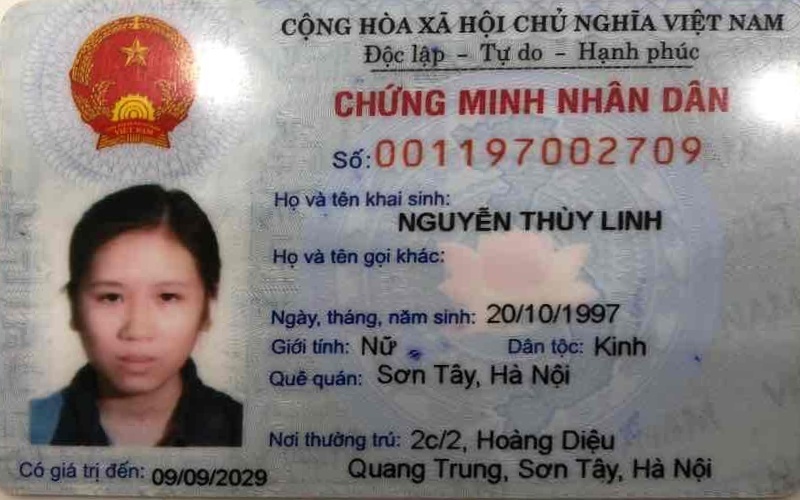 CỘNG HÒA XÃ HỘI CHỦ NGHĨA VIỆT NAM
Độc lập - Tự do - Hạnh phúc
CHỨNG MINH NHÂN DÂN
Số: 001197002709
Họ và tên khai sinh:
NGUYỄN THÙY LINH
Họ và tên gọi khác:
Ngày, tháng, năm sinh: 20/10/1997
Giới tính: Nữ Dân tộc: Kinh
Quê quán: Sơn Tây, Hà Nội
Nơi thường trú: 2c/2, Hoàng Diệu
Quang Trung, Sơn Tây, Hà Nội
Có giá trị đến: 09/09/2029
VIỆT NAM